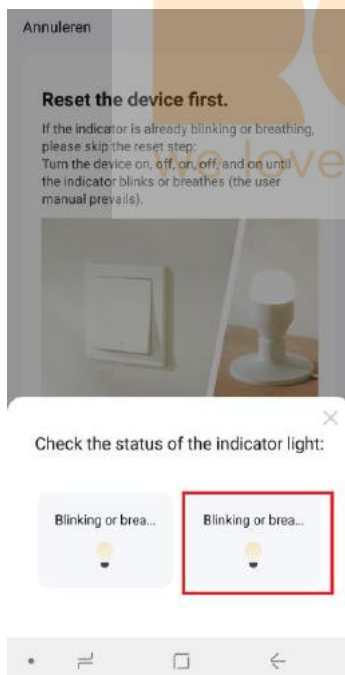 Annuleren
Reset the device first.
If the indicator is already blinking or breathing,
please skip the reset step:
Turn the device on, off, on, off, and on until
the indicator blinks or breathes (the user
manual prevails).
we love
Check the status of the indicator light:
Blinking or brea...
Blinking or brea...